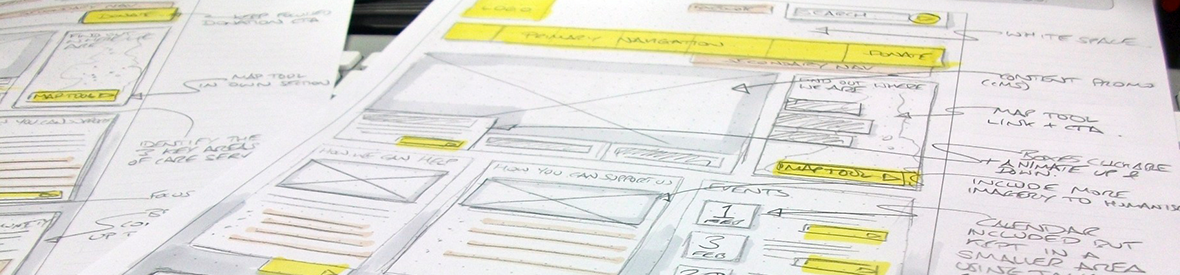 DONATE
KEEP FOCUSED
DONATION CTA
MAP TOOL
MAP TOOL
IN OWN SECTION
IDENTIFY THE
KEY AREAS
OF CARE SERV
FOCUS
UP T
LOGO
SEARCH
PRIMARY NAVIGATION
DONATE
SECONDARY NAV
WHITE SPACE
CONTENT PROMO
(CMS)
FIND OUT
WE ARE WHERE
MAP TOOL
LINK + CTA
MAP TOOL
BOXES CLICKABLE
+ ANIMATE UP &
DOWN
INCLUDE MORE
IMAGERY TO HUMANISE
HOW WE CAN HELP
HOW YOU CAN SUPPORT US
EVENTS
1
FEB
3
FEB
CALENDAR
INCLUDED BUT
KEPT IN A
SMALLER AREA